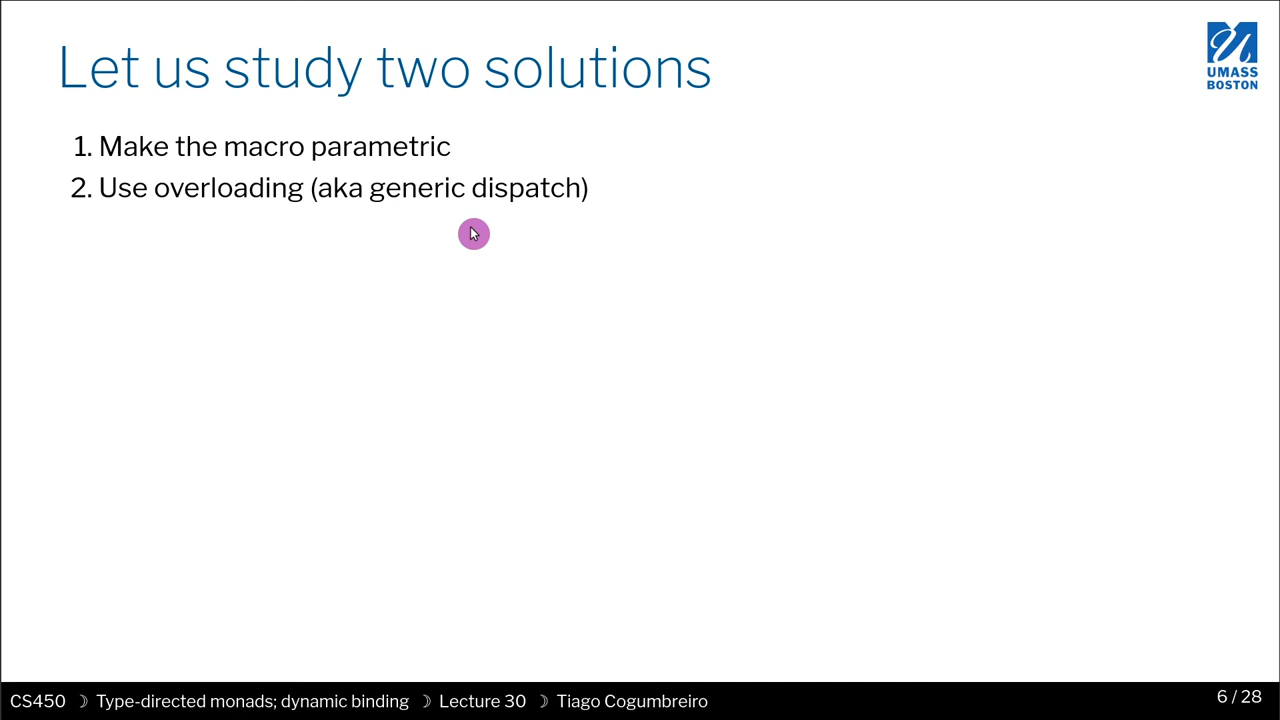 Let us study two solutions
UMASS
BOSTON
1. Make the macro parametric
2. Use overloading (aka generic dispatch)
CS450 ☽ Type-directed monads; dynamic binding ☽ Lecture 30 ☽ Tiago Cogumbreiro
6 / 28